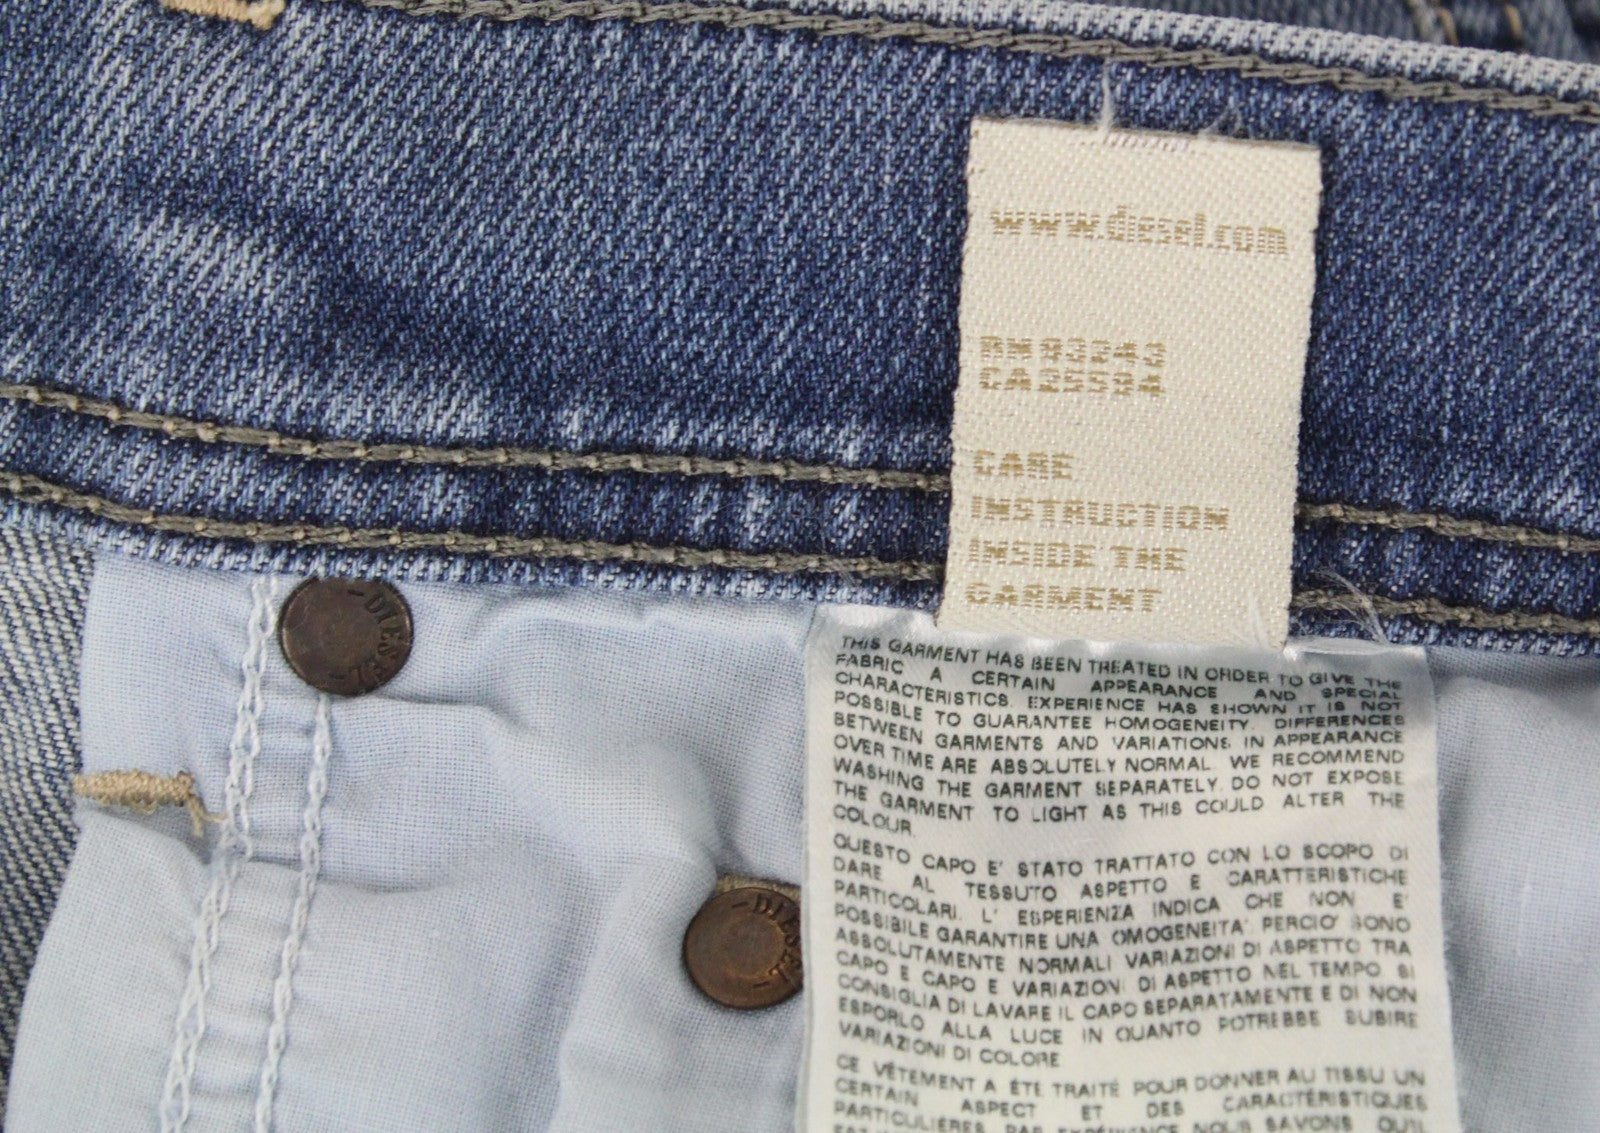 www.diesel.com
RN 93243
CA25594
CARE
INSTRUCTION
INSIDE THE
GARMENT
DIESEL
DIESEL
THIS GARMENT HAS BEEN TREATED IN ORDER TO GIVE THE
FABRIC A CERTAIN APPEARANCE AND SPECIAL
CHARACTERISTICS. EXPERIENCE HAS SHOWN IT IS NOT
POSSIBLE TO GUARANTEE HOMOGENEITY. DIFFERENCES
BETWEEN GARMENTS AND VARIATIONS IN APPEARANCE
OVER TIME ARE ABSOLUTELY NORMAL. WE RECOMMEND
WASHING THE GARMENT SEPARATELY. DO NOT EXPOSE
THE GARMENT TO LIGHT AS THIS COULD ALTER THE
COLOUR.
QUESTO CAPO E' STATO TRATTATO CON LO SCOPO DI
DARE AL TESSUTO ASPETTO E CARATTERISTICHE
PARTICOLARI. L' ESPERIENZA INDICA CHE NON E'
POSSIBILE GARANTIRE UNA OMOGENEITA'. PERCIO' SONO
ASSOLUTAMENTE NORMALI VARIAZIONI DI ASPETTO TRA
CAPO E CAPO E VARIAZIONI DI ASPETTO NEL TEMPO. SI
CONSIGLIA DI LAVARE IL CAPO SEPARATAMENTE E DI NON
ESPORLO ALLA LUCE IN QUANTO POTREBBE SUBIRE
VARIAZIONI DI COLORE
CE VÊTEMENT A ÉTÉ TRAITÉ POUR DONNER AU TISSU UN
CERTAIN ASPECT ET DES CARACTÉRISTIQUES
PARTICULIÈRES. PAR EXPÉRIENCE NOUS SAVONS QU'IL